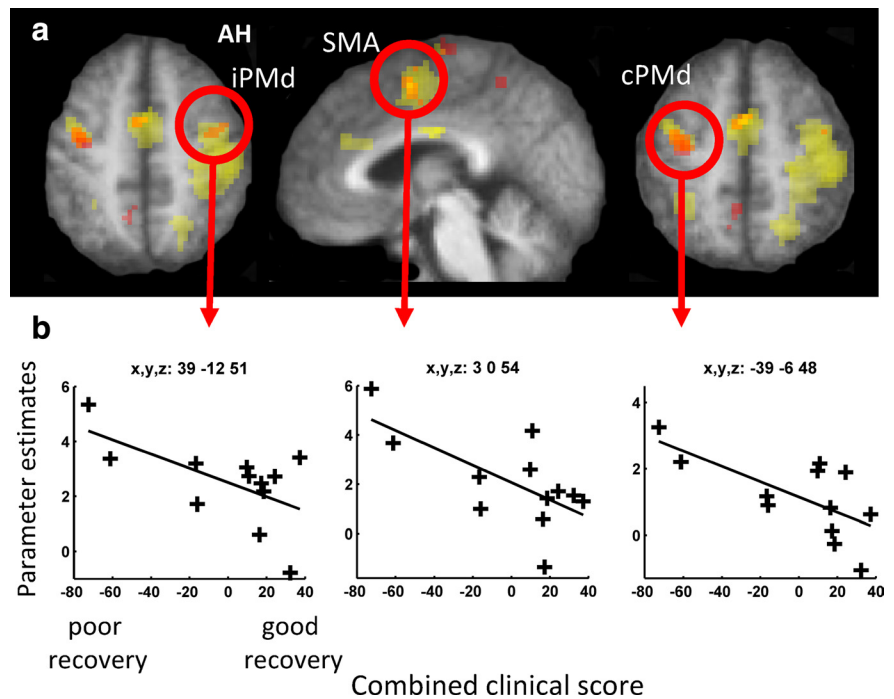 a
AH
iPMd
SMA
cPMd
b
x,y,z: 39 -12 51
x,y,z: 3 0 54
x,y,z: -39 -6 48
Parameter estimates
6
4
2
0
-80 -60 -40 -20 0 20 40
6
4
2
0
-80 -60 -40 -20 0 20 40
4
2
0
-80 -60 -40 -20 0 20 40
poor recovery
good recovery
Combined clinical score